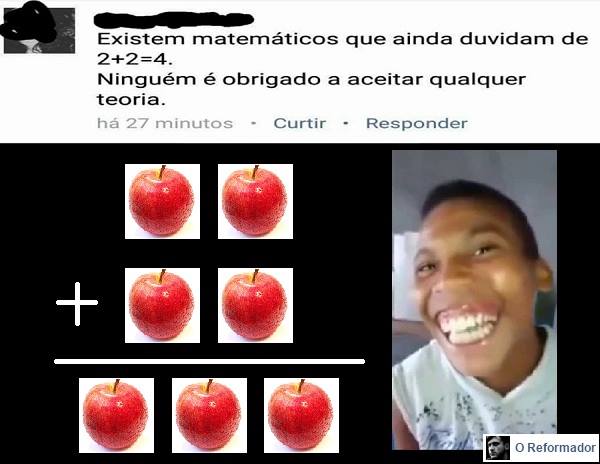 Existem matemáticos que ainda duvidam de
2+2=4.
Ninguém é obrigado a aceitar qualquer
teoria.
há 27 minutos • Curtir • Responder
+
O Reformador